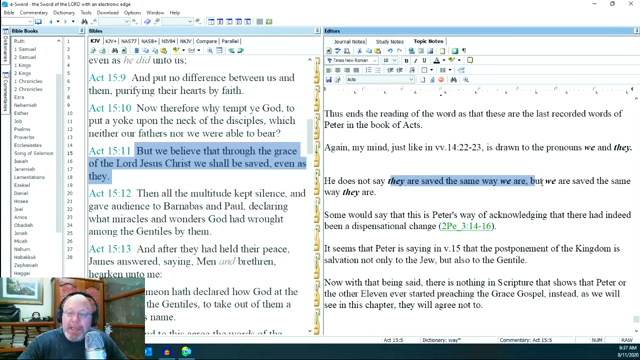 e-Sword - the Sword of the LORD with an electronic edge
Bible Books
Bibles
Editors
Ruth
1 Samuel
2 Samuel
1 Kings
2 Kings
1 Chronicles
2 Chronicles
Ezra
Nehemiah
Esther
Job
Psalms
Proverbs
Ecclesiastes
Song of Solomon
Isaiah
Jeremiah
Lamentations
Ezekiel
Daniel
Hosea
Joel
Amos
Obadiah
Jonah
Micah
Nahum
Habakkuk
KJV KJV+ NAS77 NKJV Compare Parallel
even as he did unto us;
Act 15:9 And put no difference between us and
them, purifying their hearts by faith.
Act 15:10 Now therefore why tempt ye God, to
put a yoke upon the neck of the disciples, which
neither our fathers nor we were able to bear?
Act 15:11 But we believe that through the grace
of the Lord Jesus Christ we shall be saved, even as
they.
Act 15:12 Then all the multitude kept silence, and
gave audience to Barnabas and Paul, declaring
what miracles and wonders God had wrought
among the Gentiles by them.
Act 15:13 And after they had held their peace,
James answered, saying, Men and brethren,
hearken unto me:
meon hath declared how God at the
the Gentiles, to take out of them a
s name.
to this agree the words of the
Journal Notes Study Notes Topic Notes
Times New Roman
Thus ends the reading of the word as that these are the last recorded words of
Peter in the book of Acts.
Again, my mind, just like in vv.14:22-23, is drawn to the pronouns we and they.
He does not say they are saved the same way we are, but we are saved the same
way they are.
Some would say that this is Peter's way of acknowledging that there had indeed
been a dispensational change (2Pe_3:14-16).
It seems that Peter is saying in v.15 that the postponement of the Kingdom is
salvation not only to the Jew, but also to the Gentile.
Now with that being said, there is nothing in Scripture that shows that Peter or
the other Eleven ever started preaching the Grace Gospel, instead, as we will
see in this chapter, they will agree not to.
Act 15:5
8:37 AM
8/11/2020